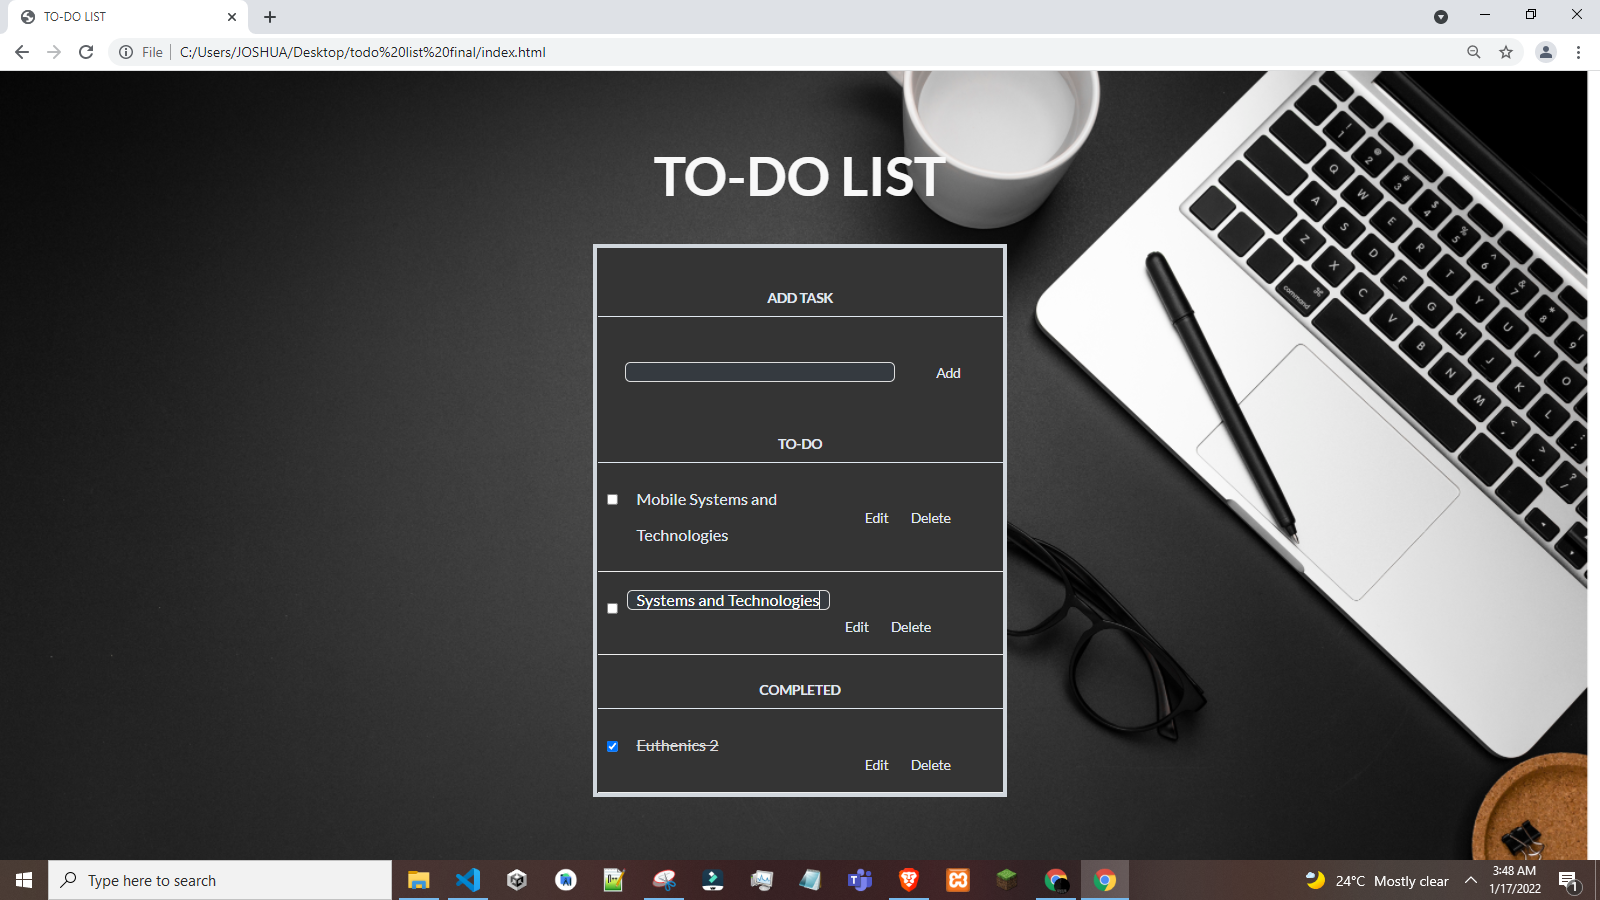 TO-DO LIST
File
C:/Users/JOSHUA/Desktop/todo%20list%20final/index.html
TO-DO LIST
ADD TASK
Add
TO-DO
Mobile Systems and
Technologies
Edit Delete
Systems and Technologies
Edit Delete
COMPLETED
Euthenics 2
Edit Delete
command
Type here to search
24°C Mostly clear
3:48 AM
1/17/2022
1